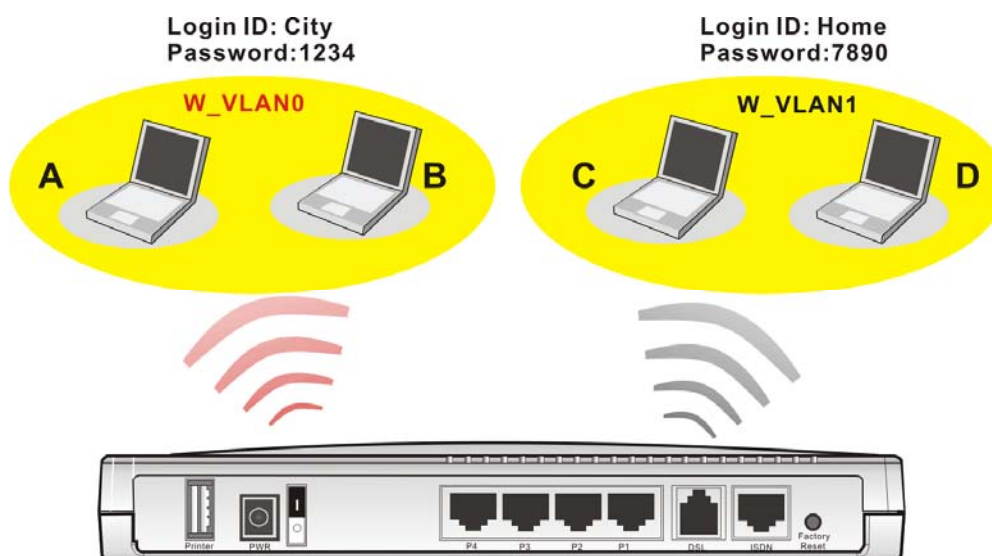 Login ID: City
Password:1234
Login ID: Home
Password:7890
W_VLAN0
W_VLAN1
A
B
C
D
Printer
PWR
P4
P3
P2
P1
DSL
ISDN
Factory
Reset